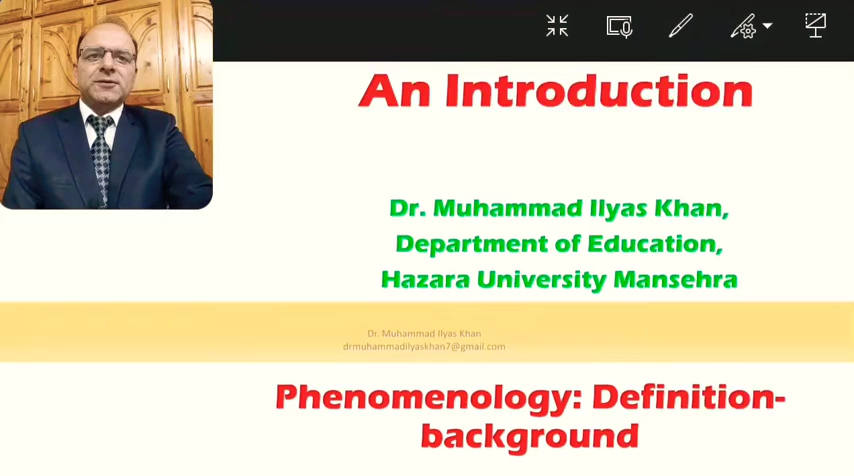 An Introduction
Dr. Muhammad Ilyas Khan,
Department of Education,
Hazara University Mansehra
Dr. Muhammad Ilyas Khan
drmuhammadilyaskhan7@gmail.com
Phenomenology: Definition-
background